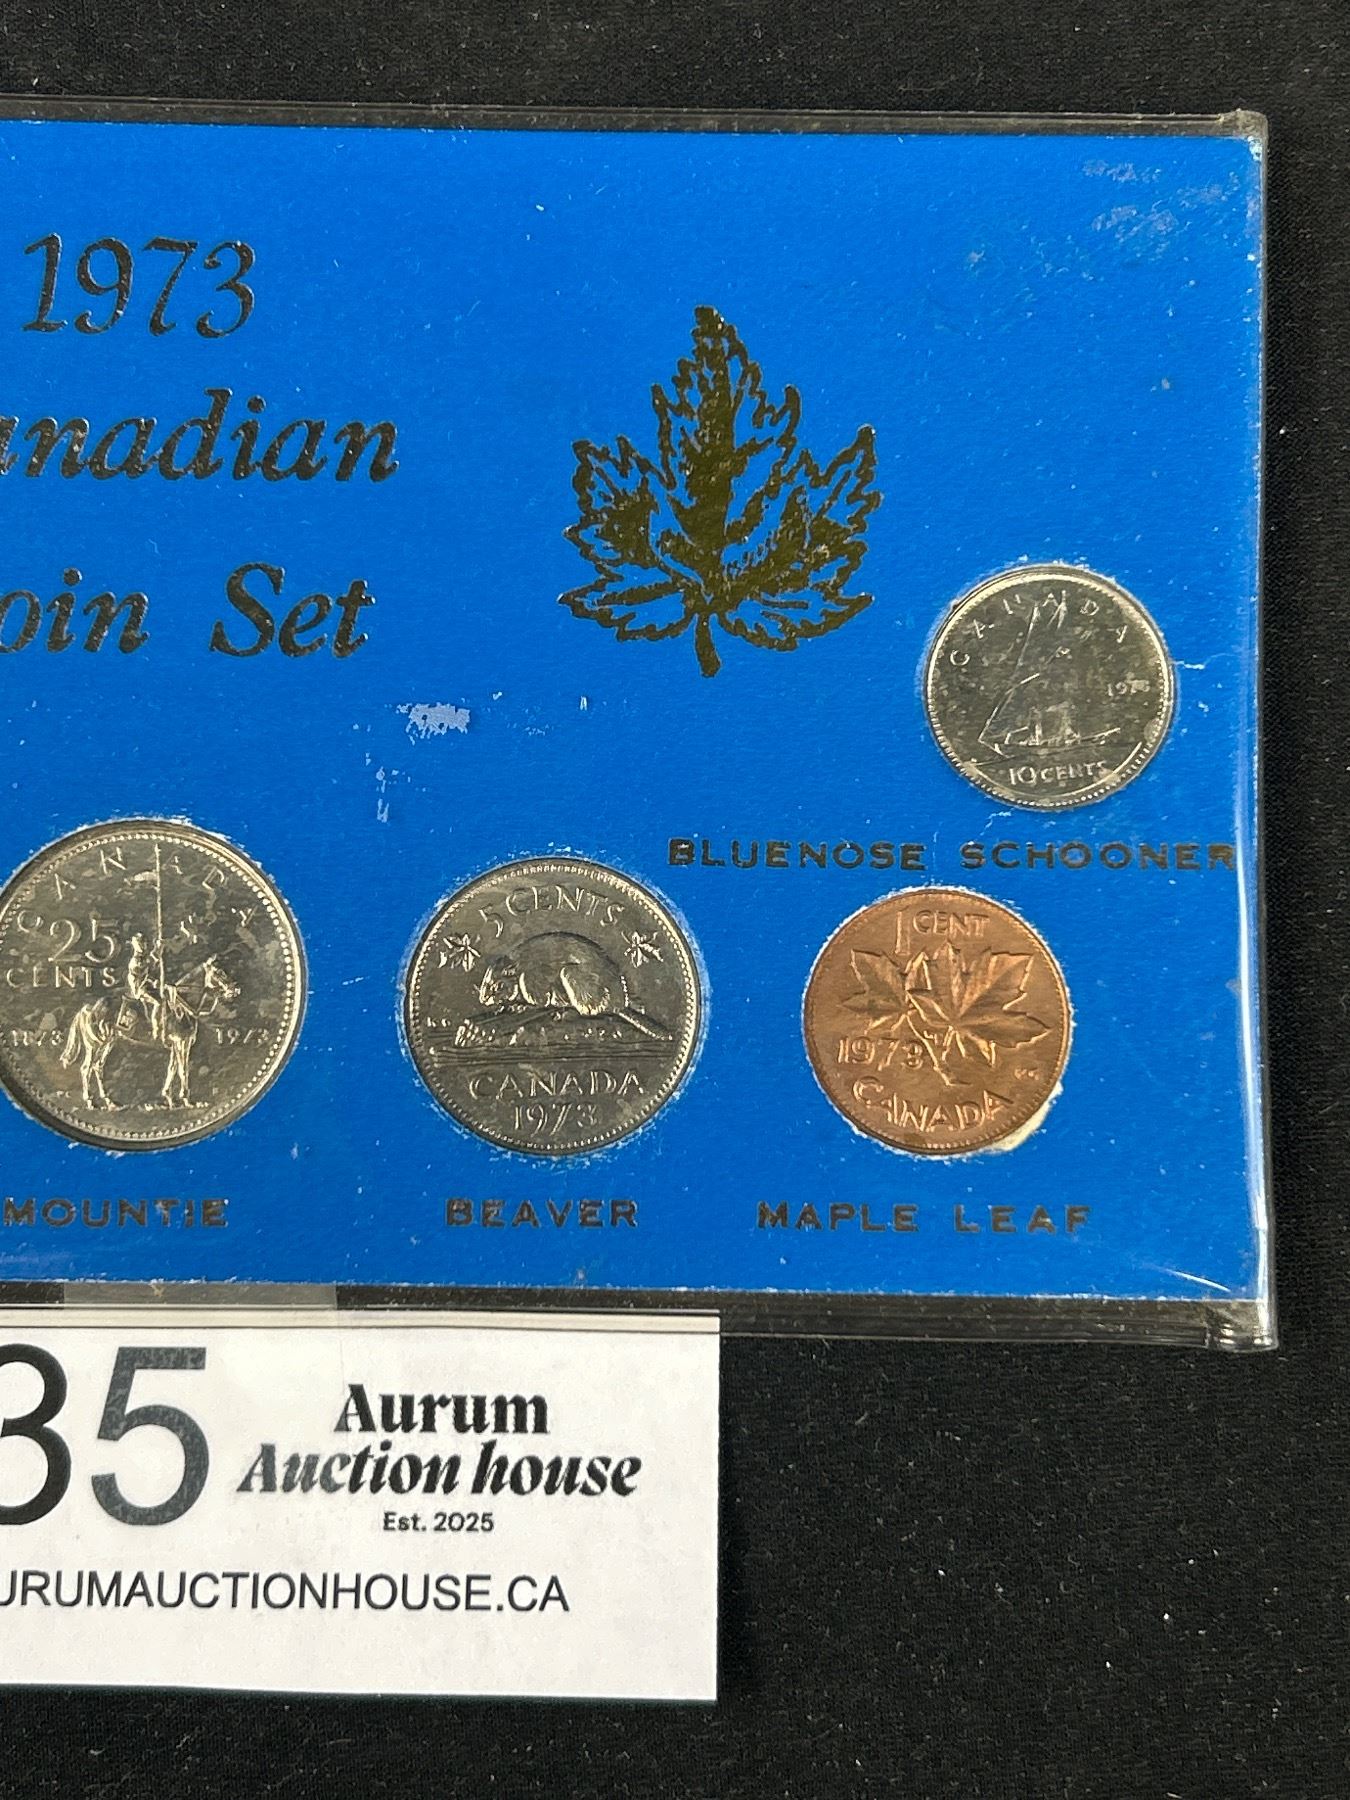 1973
anadian
oin Set
CANADA
1973
10 CENTS
BLUENOSE SCHOONER
CANADA
25
CENTS
1873 1973
MOUNTIE
5 CENTS
KG
CANADA
1973
BEAVER
1 CENT
1973
CANADA
MAPLE LEAF
35
Aurum
Auction house
Est. 2025
URUMAUCTIONHOUSE.CA